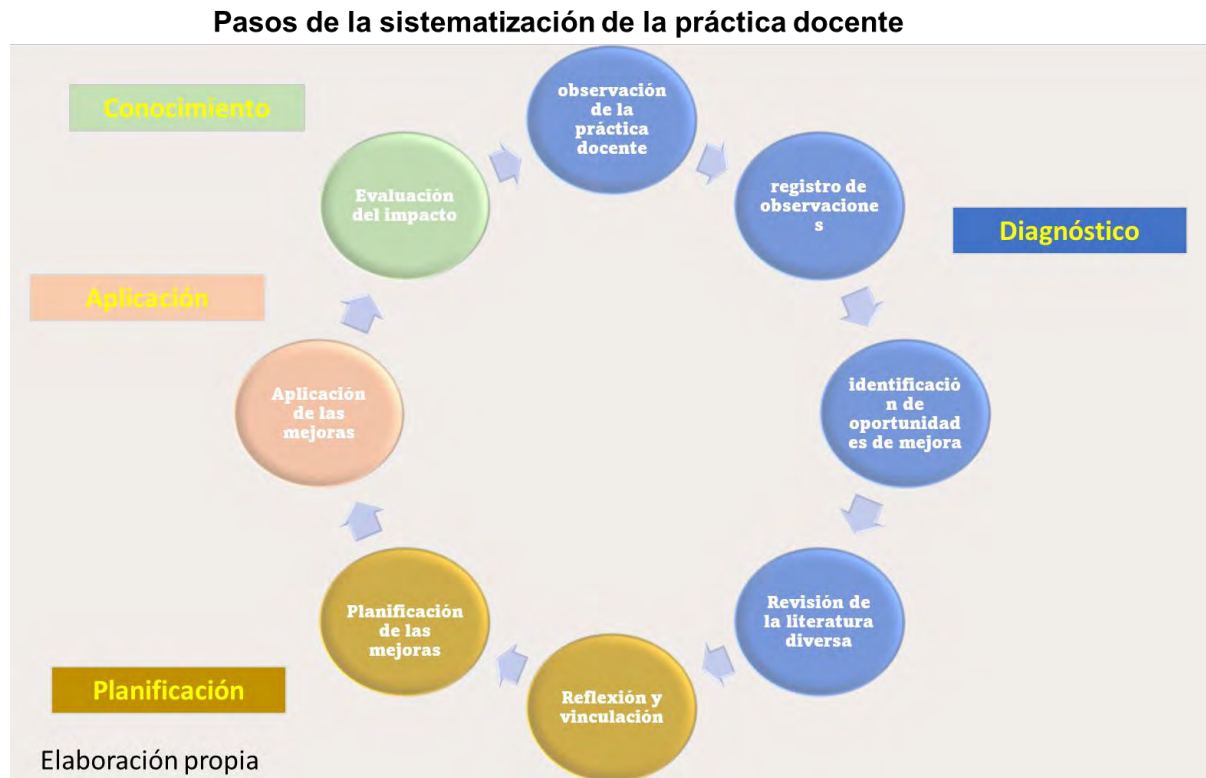 Pasos de la sistematización de la práctica docente
Conocimiento
observación
de la
práctica
docente
Evaluación
del impacto
registro de
observacione
s
Diagnóstico
Aplicación
Aplicación
de las
mejoras
identificació
n de
oportunidad
es de mejora
Planificación
de las
mejoras
Revisión de
la literatura
diversa
Reflexión y
vinculación
Planificación
Elaboración propia